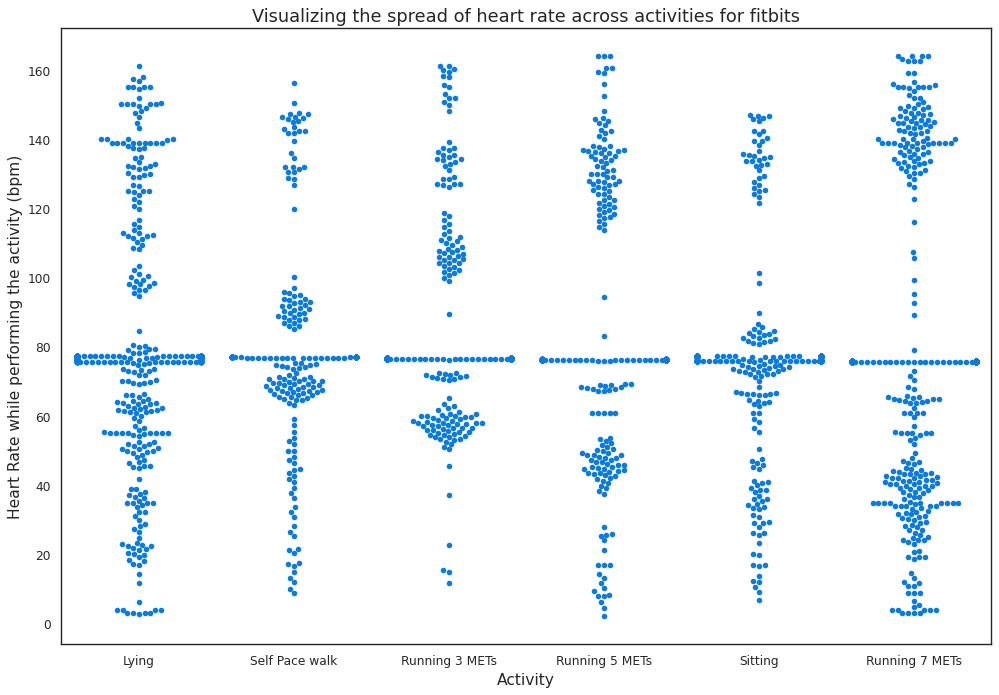 Visualizing the spread of heart rate across activities for fitbits
Heart Rate while performing the activity (bpm)
160
140
120
100
80
60
40
20
0
Lying Self Pace walk Running 3 METs Running 5 METs Sitting Running 7 METs
Activity